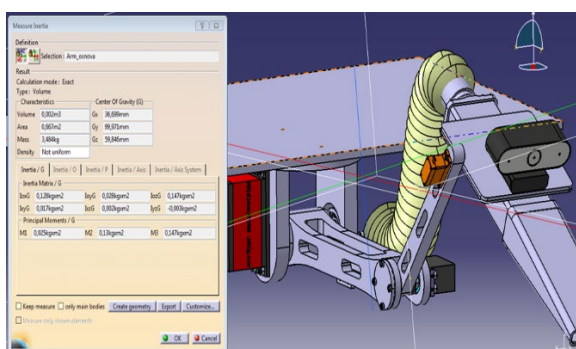 Measure Inertia
Definition
Selection : Arm_osnova
Result
Calculation mode : Exact
Type : Volume
Characteristics Center Of Gravity (G)
Volume 0,002m3 Gx 36,699mm
Area 0,667m2 Gy 99,971mm
Mass 3,484kg Gz 59,846mm
Density Not uniform
Inertia / G Inertia / O Inertia / P Inertia / Axis Inertia / Axis System
Inertia Matrix / G
IoxG 0,128kgxm2 IoyG 0,028kgxm2 IozG 0,147kgxm2
IxyG 0,017kgxm2 IxzG 0,002kgxm2 IyzG -0,003kgxm2
Principal Moments / G
M1 0,025kgxm2 M2 0,13kgxm2 M3 0,147kgxm2
Keep measure only main bodies Create geometry Export Customize...
Measure only shown elements
OK Cancel